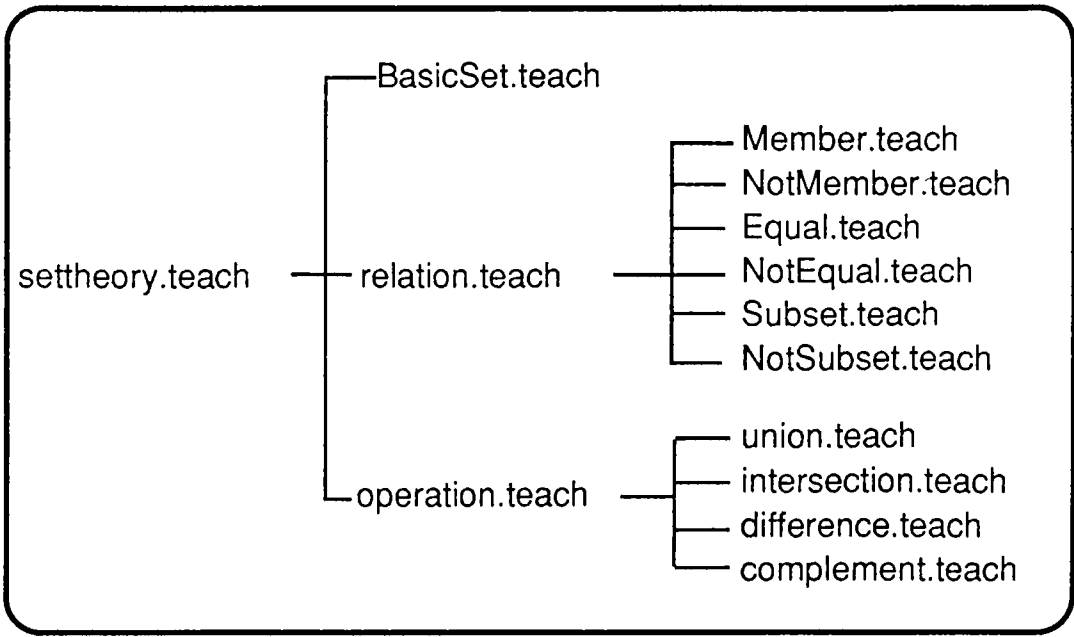 BasicSet.teach
Member.teach
NotMember.teach
Equal.teach
settheory.teach relation.teach NotEqual.teach
Subset.teach
NotSubset.teach
union.teach
intersection.teach
operation.teach
difference.teach
complement.teach